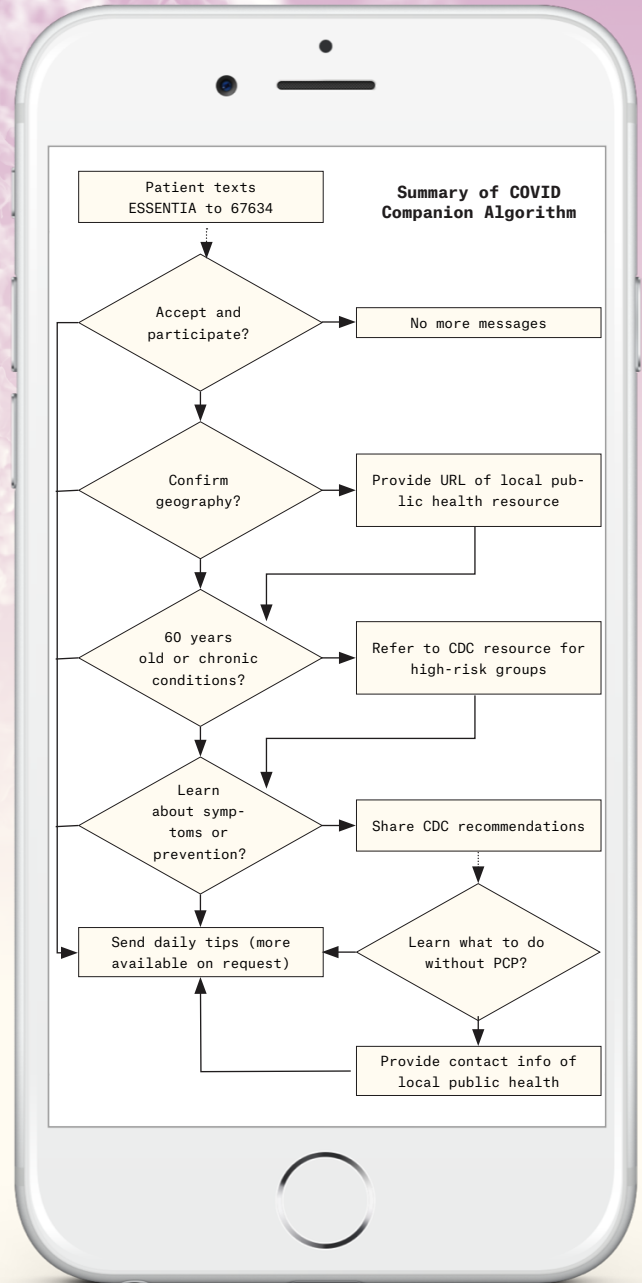 Patient texts
ESSENTIA to 67634
Summary of COVID
Companion Algorithm
Accept and
participate?
No more messages
Confirm
geography?
Provide URL of local pub-
lic health resource
60 years
old or chronic
conditions?
Refer to CDC resource for
high-risk groups
Learn
about symp-
toms or
prevention?
Share CDC recommendations
Send daily tips (more
available on request)
Learn what to do
without PCP?
Provide contact info of
local public health